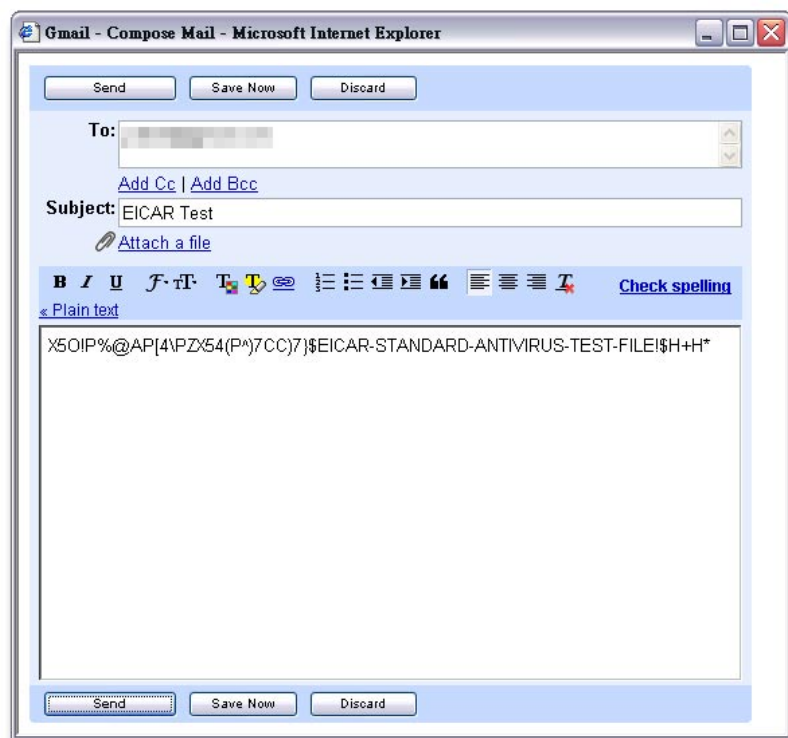 Gmail - Compose Mail - Microsoft Internet Explorer
Send Save Now Discard
To:
Add Cc | Add Bcc
Subject: EICAR Test
Attach a file
B I U F T T T Check spelling
« Plain text
X5O!P%@AP[4\PZX54(P^)7CC)7}$EICAR-STANDARD-ANTIVIRUS-TEST-FILE!$H+H*
Send Save Now Discard